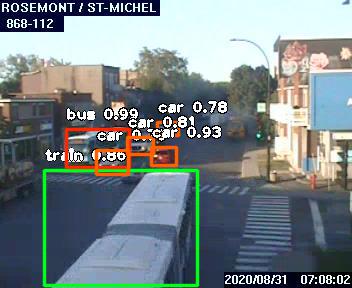 ROSEMONT / ST-MICHEL
868-112
car 0.78
bus 0.99
car 0.81
car 0.93
train 0.86
2020/08/31 07:08:02